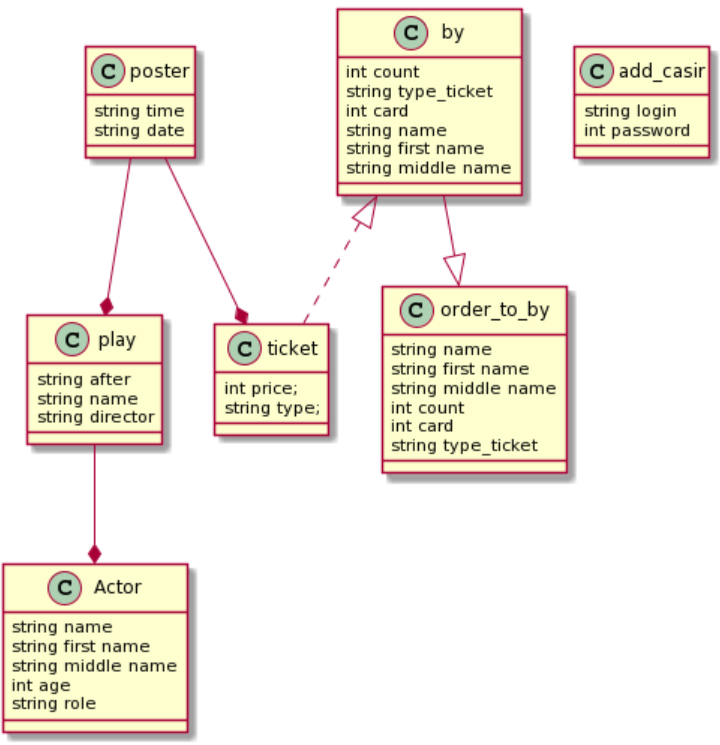 C poster
string time
string date
C by
int count
string type_ticket
int card
string name
string first name
string middle name
C add_casir
string login
int password
C play
string after
string name
string director
C ticket
int price;
string type;
C order_to_by
string name
string first name
string middle name
int count
int card
string type_ticket
C Actor
string name
string first name
string middle name
int age
string role